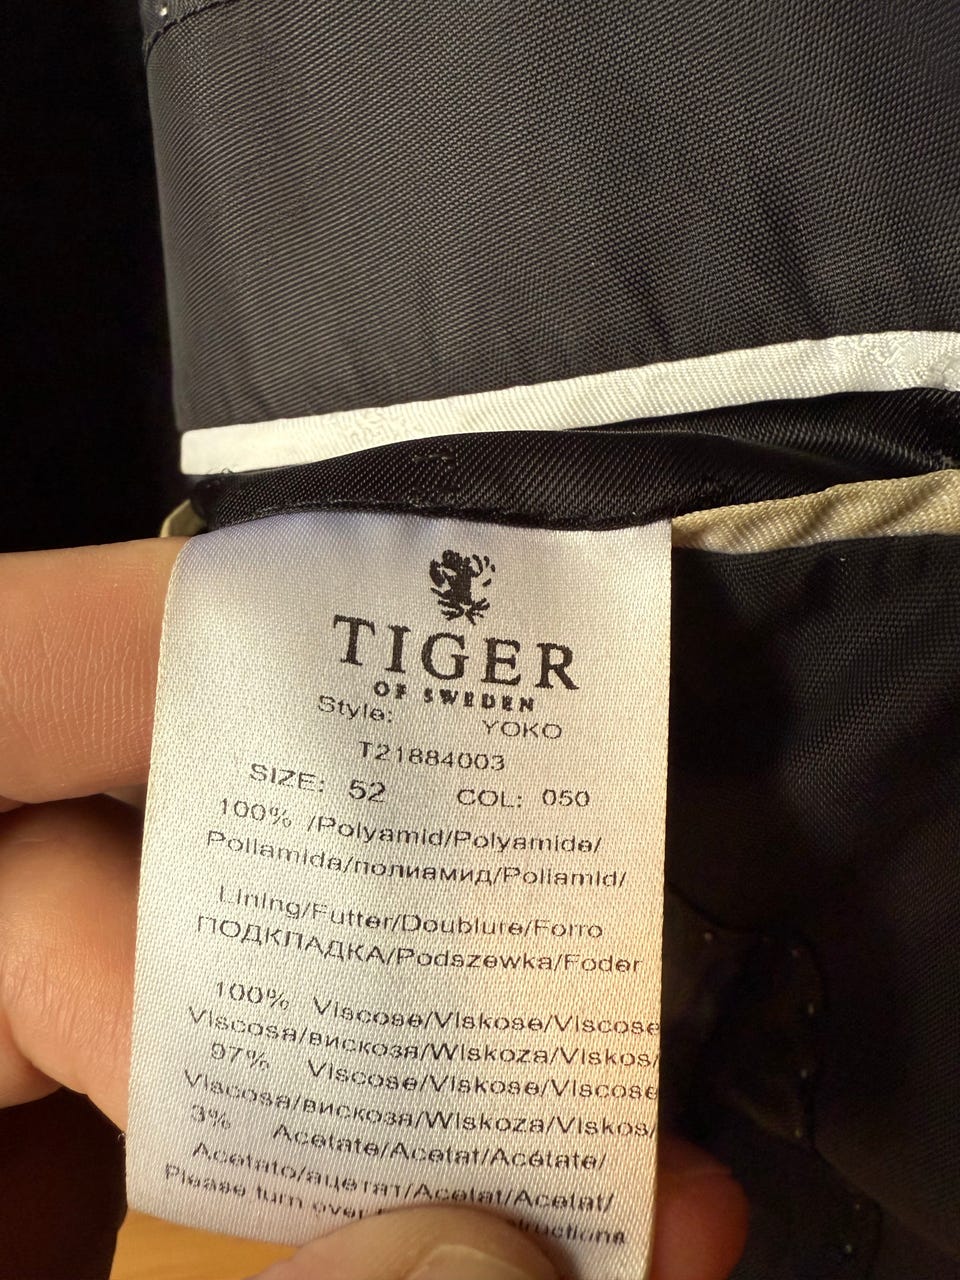 TIGER
OF SWEDEN
Style: YOKO
T21884003
SIZE: 52 COL: 050
100% /Polyamid/Polyamide/
Poliamida/полиамид/Poliamid/
Lining/Futter/Doublure/Forro
ПОДКЛАДКА/Podszewka/Foder
100% Viscose/Viskose/Viscose
Viscosa/вискоза/Wiskoza/Viskos/
97% Viscose/Viskose/Viscose
Viscosa/вискоза/Wiskoza/Viskos/
3% Acetate/Acetat/Acétate/
Acetato/ацетат/Acetat/Acetat/
Please turn over